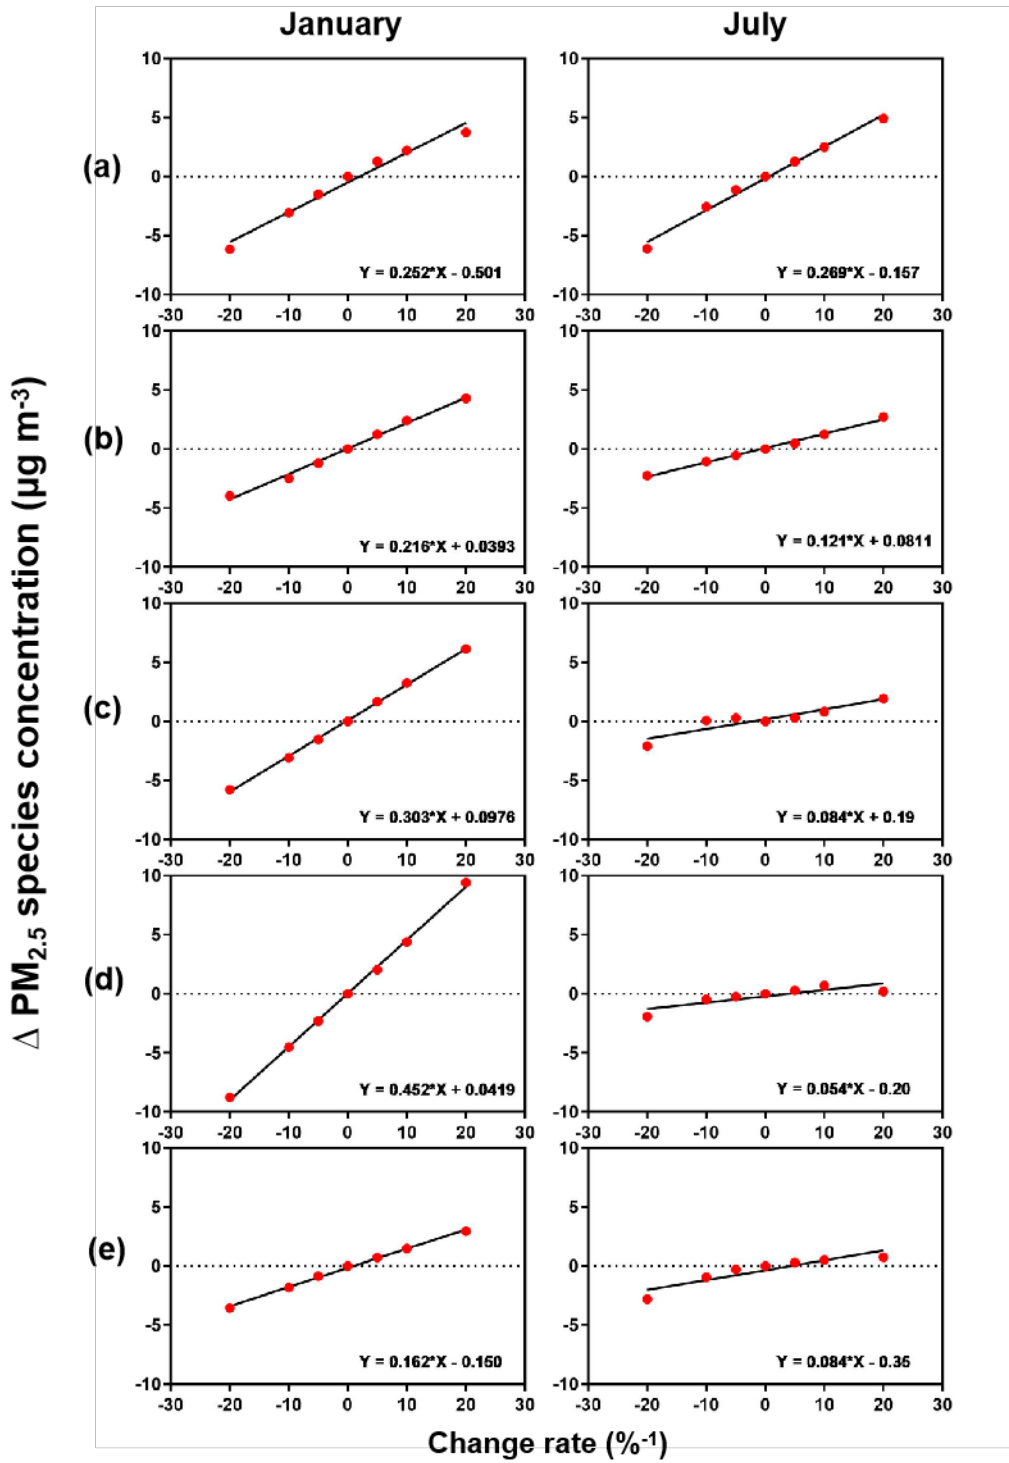 January July
10 10
5 5
(a) 0 0
-5 -5
Y = 0.252*X - 0.501 Y = 0.269*X - 0.157
-10 -10
-30 -20 -10 0 10 20 30 -30 -20 -10 0 10 20 30
10 10
5 5
(b) 0 0
-5 -5
Y = 0.216*X + 0.0393 Y = 0.121*X + 0.0811
-10 -10
-30 -20 -10 0 10 20 30 -30 -20 -10 0 10 20 30
10 10
5 5
(c) 0 0
-5 -5
Y = 0.303*X + 0.0976 Y = 0.084*X + 0.19
-10 -10
-30 -20 -10 0 10 20 30 -30 -20 -10 0 10 20 30
10 10
5 5
(d) 0 0
-5 -5
Y = 0.452*X + 0.0419 Y = 0.054*X - 0.20
-10 -10
-30 -20 -10 0 10 20 30 -30 -20 -10 0 10 20 30
10 10
5 5
(e) 0 0
-5 -5
Y = 0.162*X - 0.150 Y = 0.084*X - 0.35
-10 -10
-30 -20 -10 0 10 20 30 -30 -20 -10 0 10 20 30
Change rate (%⁻¹)
△ PM₂.₅ species concentration (µg m⁻³)